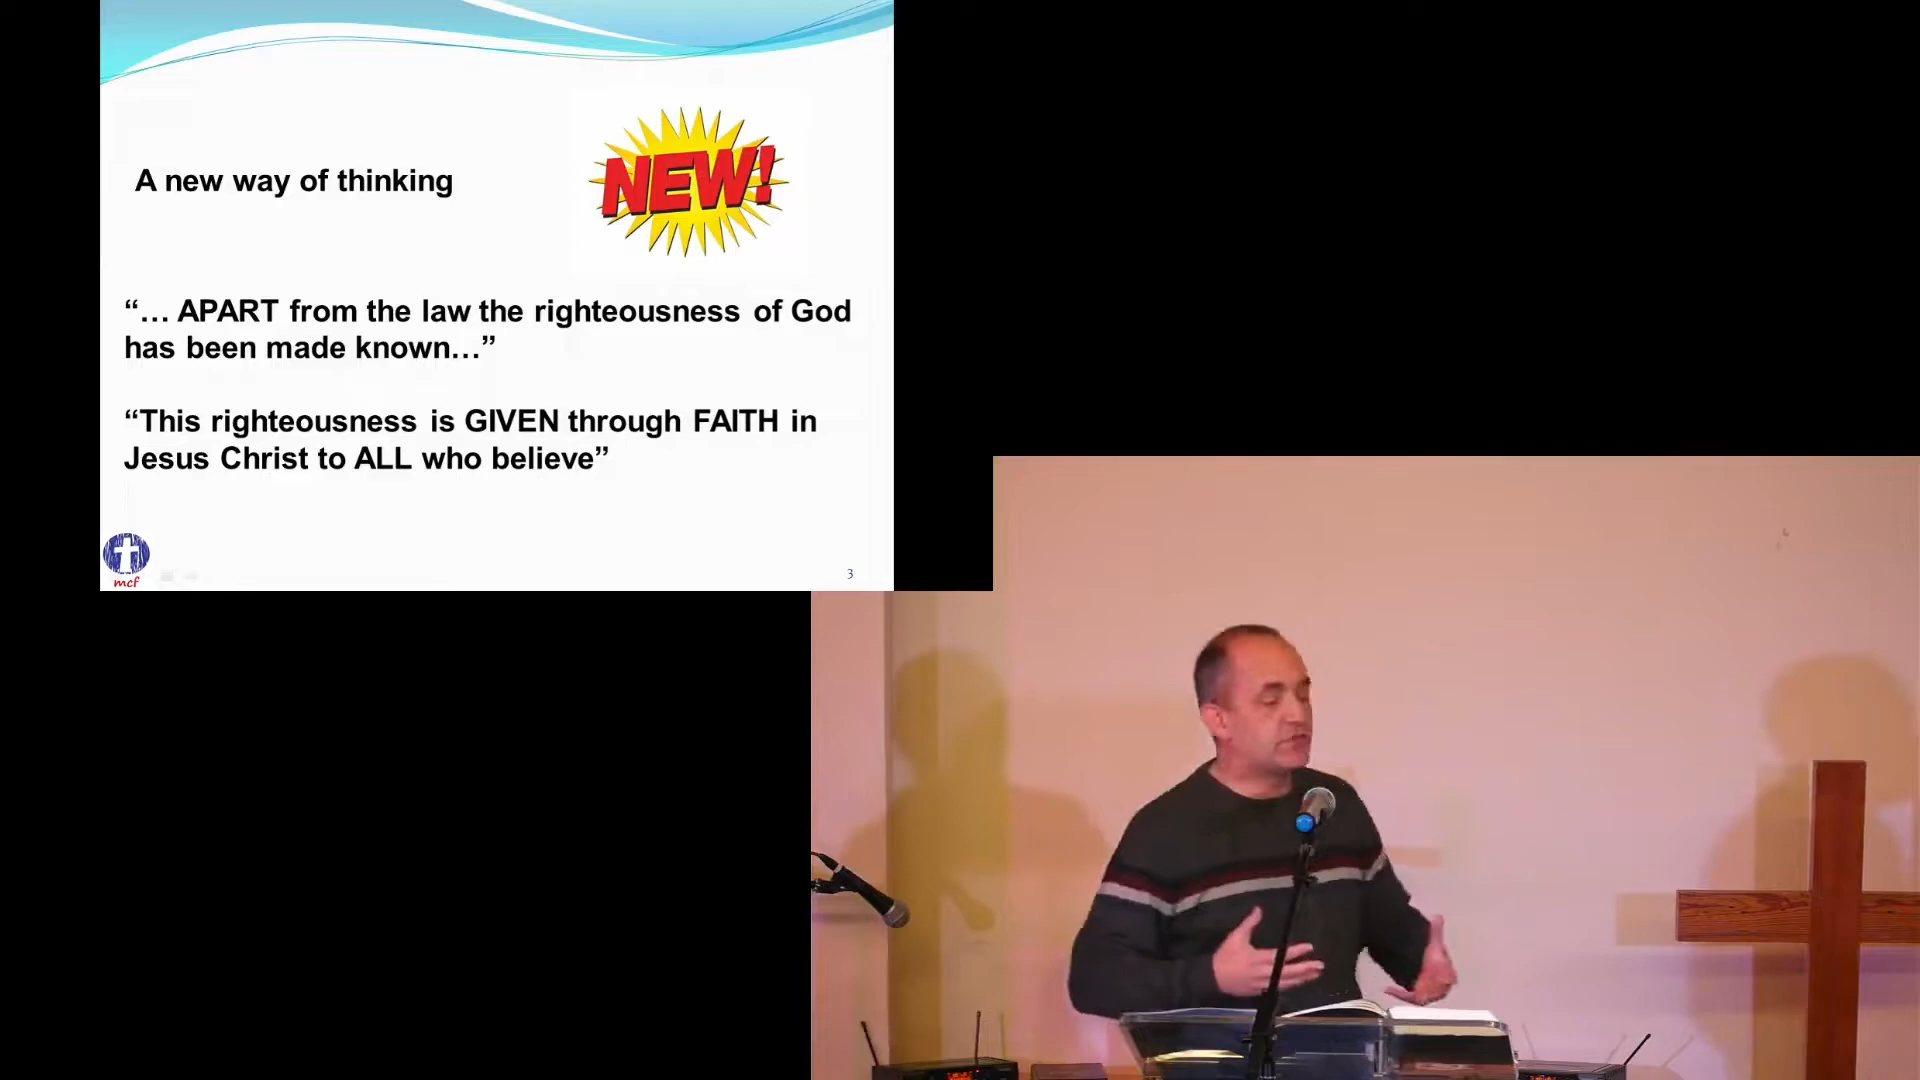 A new way of thinking
NEW!
“… APART from the law the righteousness of God
has been made known…”
“This righteousness is GIVEN through FAITH in
Jesus Christ to ALL who believe”
mcf
3